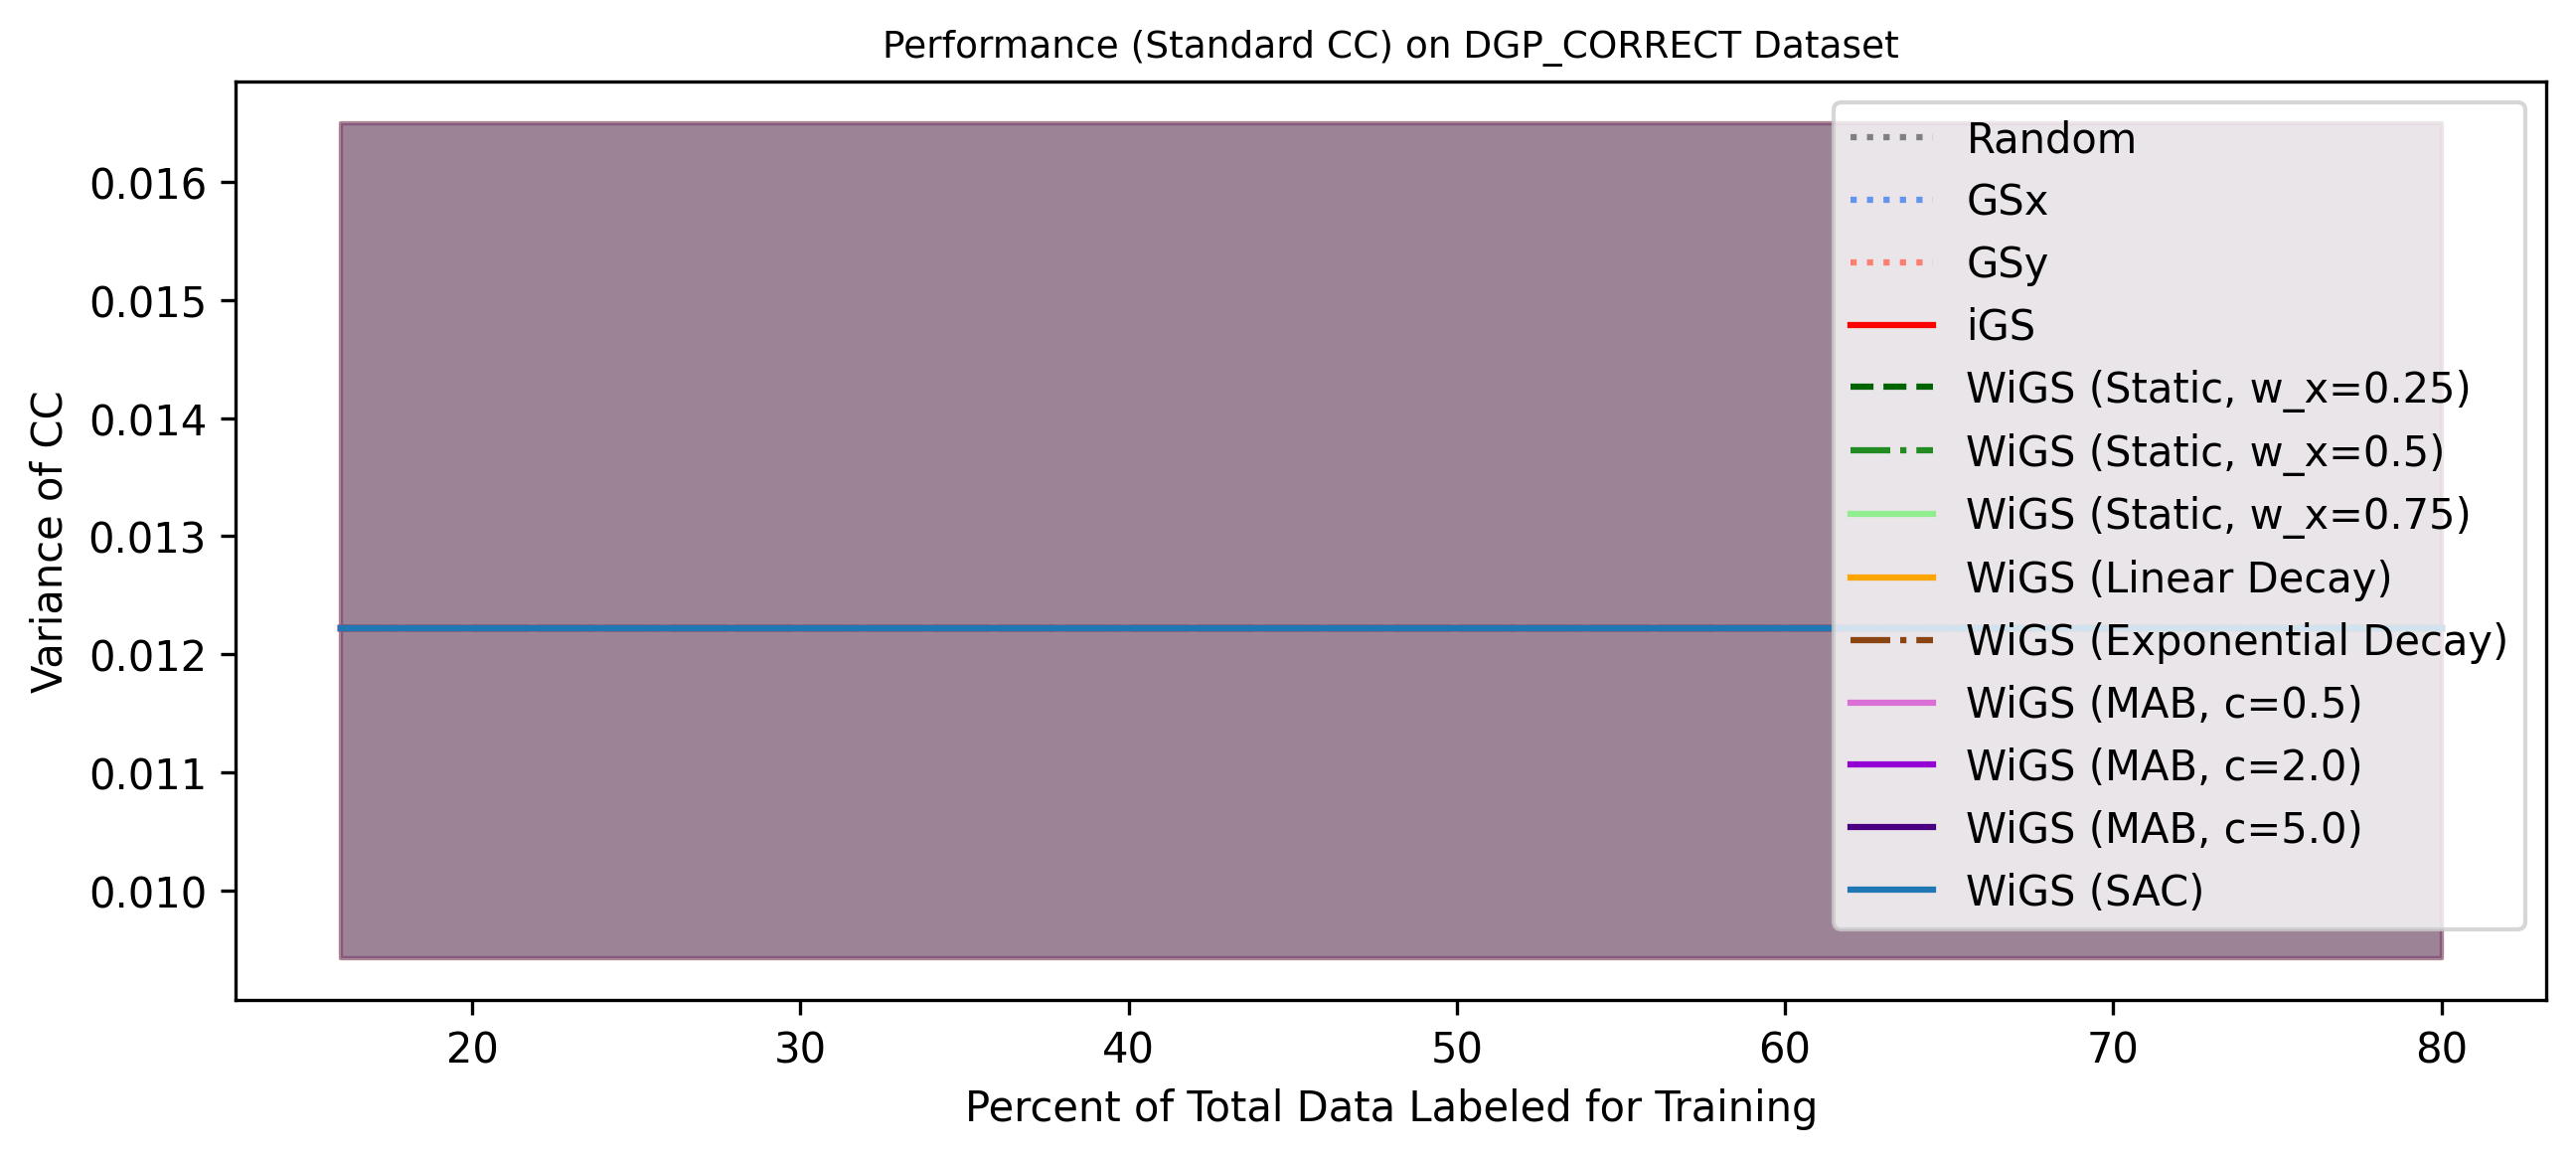 Performance (Standard CC) on DGP_CORRECT Dataset
Variance of CC
0.016
0.015
0.014
0.013
0.012
0.011
0.010
Random
GSx
GSy
iGS
WiGS (Static, w_x=0.25)
WiGS (Static, w_x=0.5)
WiGS (Static, w_x=0.75)
WiGS (Linear Decay)
WiGS (Exponential Decay)
WiGS (MAB, c=0.5)
WiGS (MAB, c=2.0)
WiGS (MAB, c=5.0)
WiGS (SAC)
20 30 40 50 60 70 80
Percent of Total Data Labeled for Training